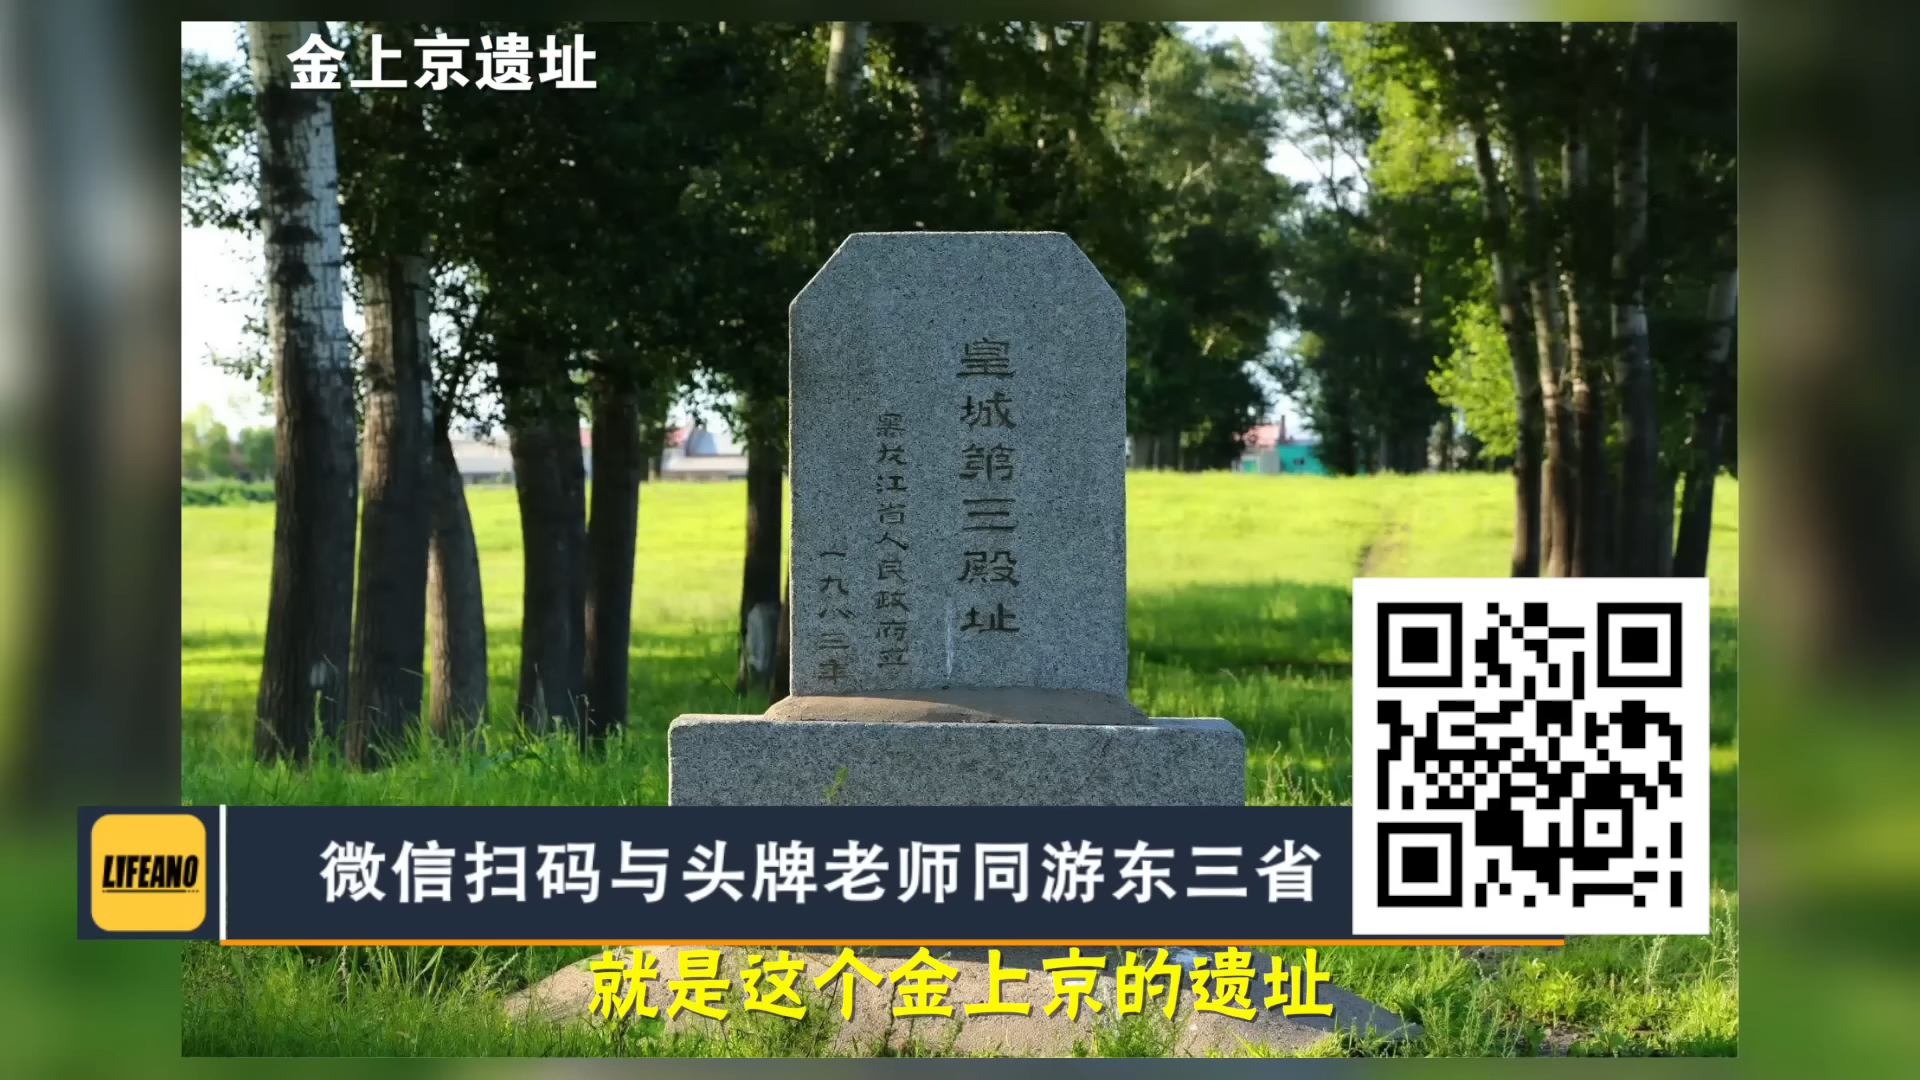 金上京遗址
皇城第三殿址
黑龙江省人民政府立
一九八三年
LIFEANO
微信扫码与头牌老师同游东三省
就是这个金上京的遗址